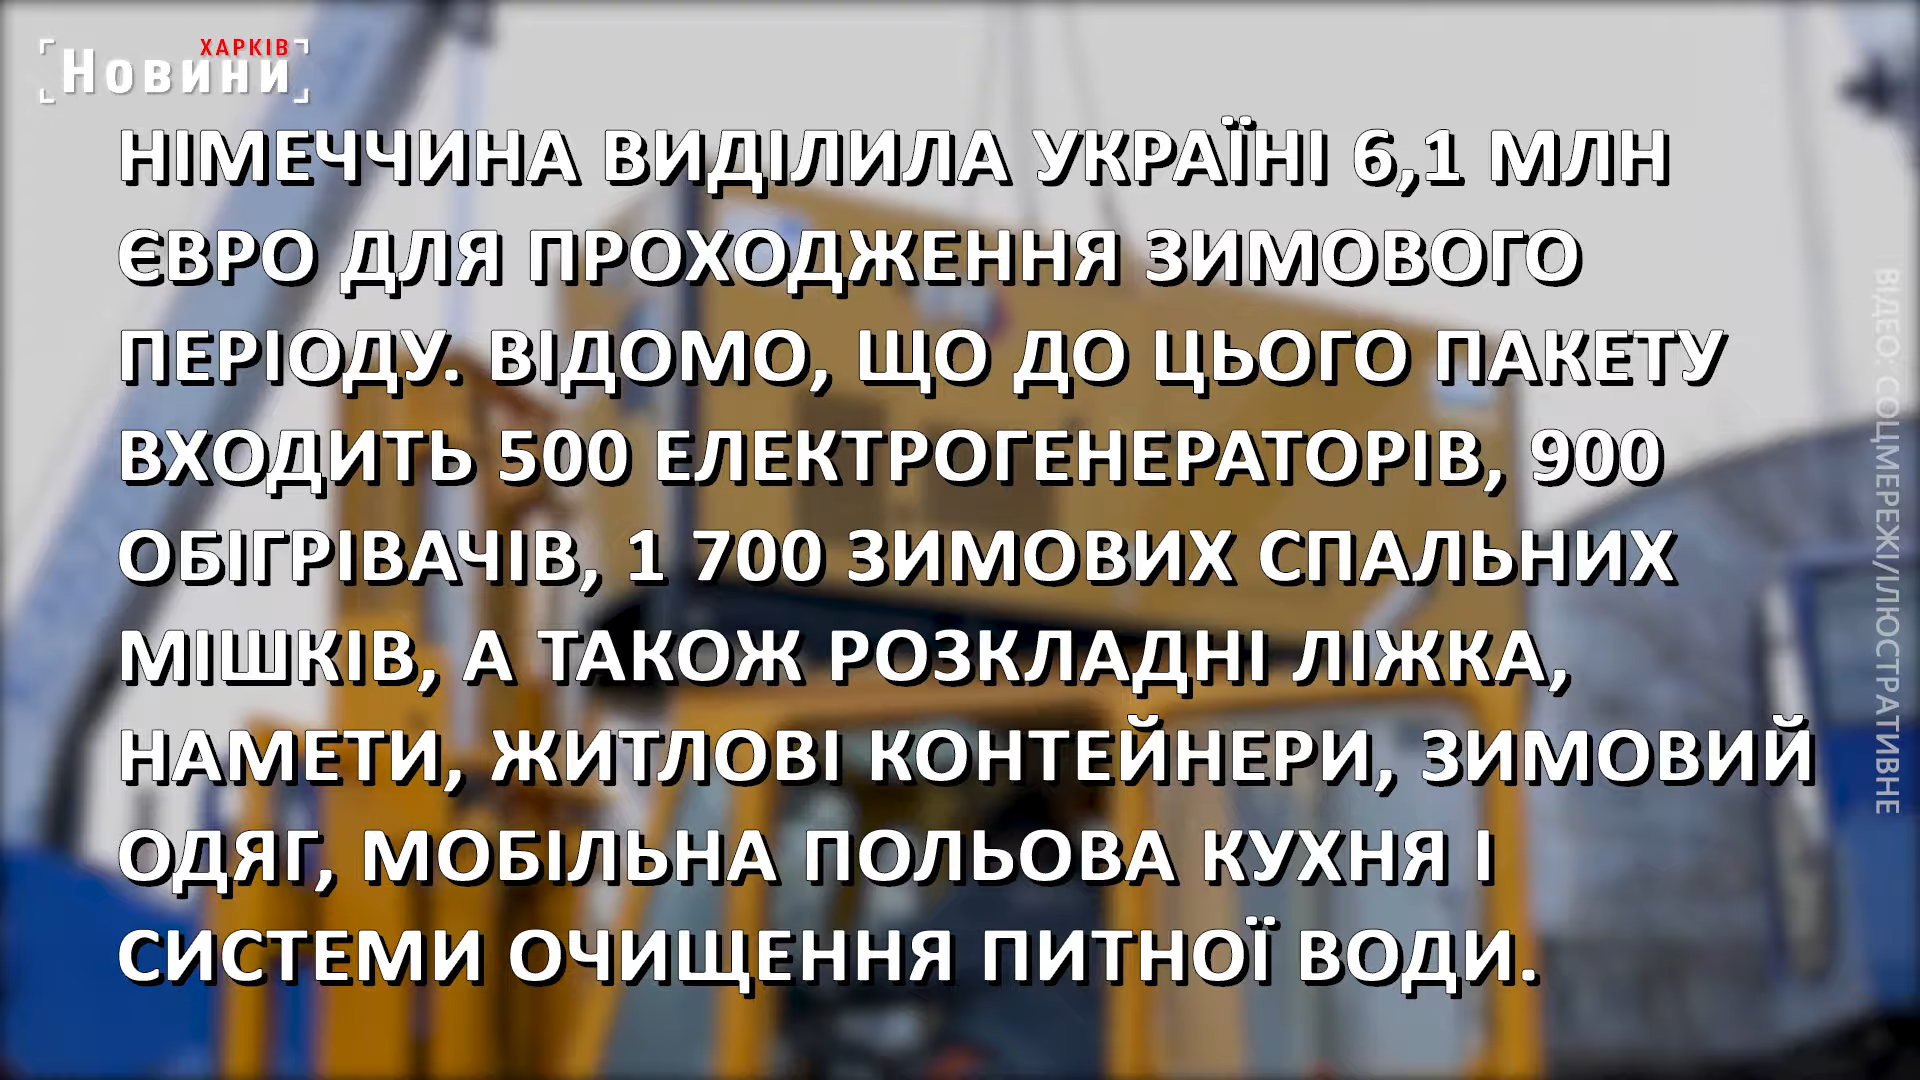 ХАРКІВ
Новини
НІМЕЧЧИНА ВИДІЛИЛА УКРАЇНІ 6,1 МЛН
ЄВРО ДЛЯ ПРОХОДЖЕННЯ ЗИМОВОГО
ПЕРІОДУ. ВІДОМО, ЩО ДО ЦЬОГО ПАКЕТУ
ВХОДИТЬ 500 ЕЛЕКТРОГЕНЕРАТОРІВ, 900
ОБІГРІВАЧІВ, 1 700 ЗИМОВИХ СПАЛЬНИХ
МІШКІВ, А ТАКОЖ РОЗКЛАДНІ ЛІЖКА,
НАМЕТИ, ЖИТЛОВІ КОНТЕЙНЕРИ, ЗИМОВИЙ
ОДЯГ, МОБІЛЬНА ПОЛЬОВА КУХНЯ І
СИСТЕМИ ОЧИЩЕННЯ ПИТНОЇ ВОДИ.
ВІДЕО: СОЦМЕРЕЖІ/ІЛЮСТРАТИВНЕ